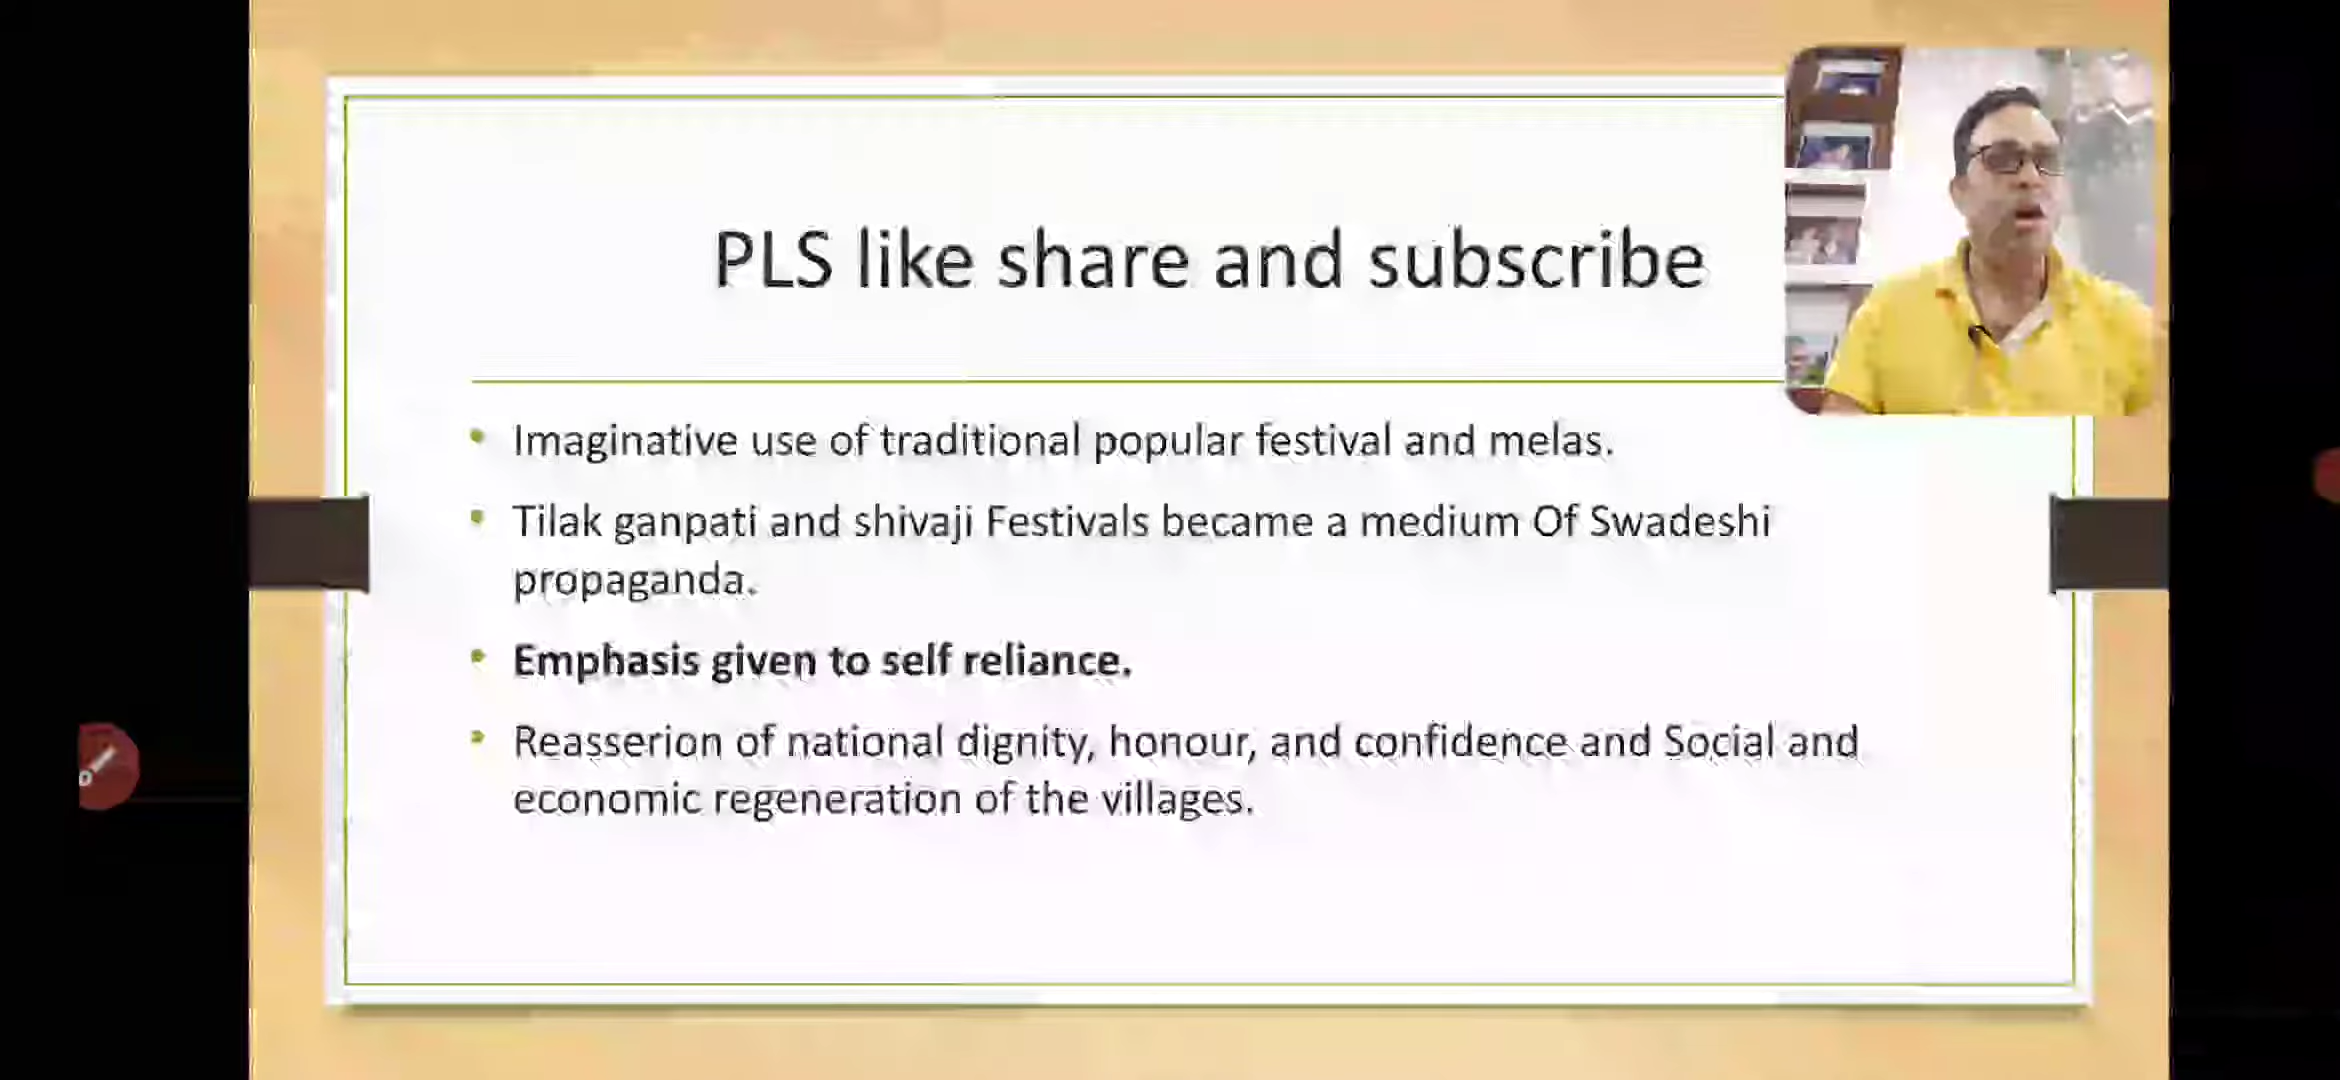 PLS like share and subscribe
Imaginative use of traditional popular festival and melas.
Tilak ganpati and shivaji Festivals became a medium Of Swadeshi
propaganda.
Emphasis given to self reliance.
Reasserion of national dignity, honour, and confidence and Social and
economic regeneration of the villages.